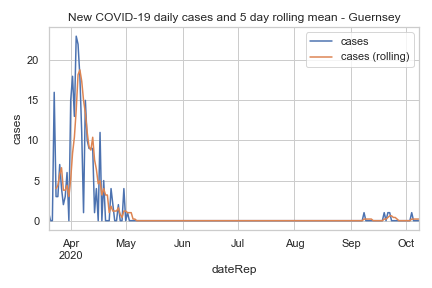 New COVID-19 daily cases and 5 day rolling mean - Guernsey
cases
cases (rolling)
20
15
10
5
0
cases
Apr May Jun Jul Aug Sep Oct
2020
dateRep